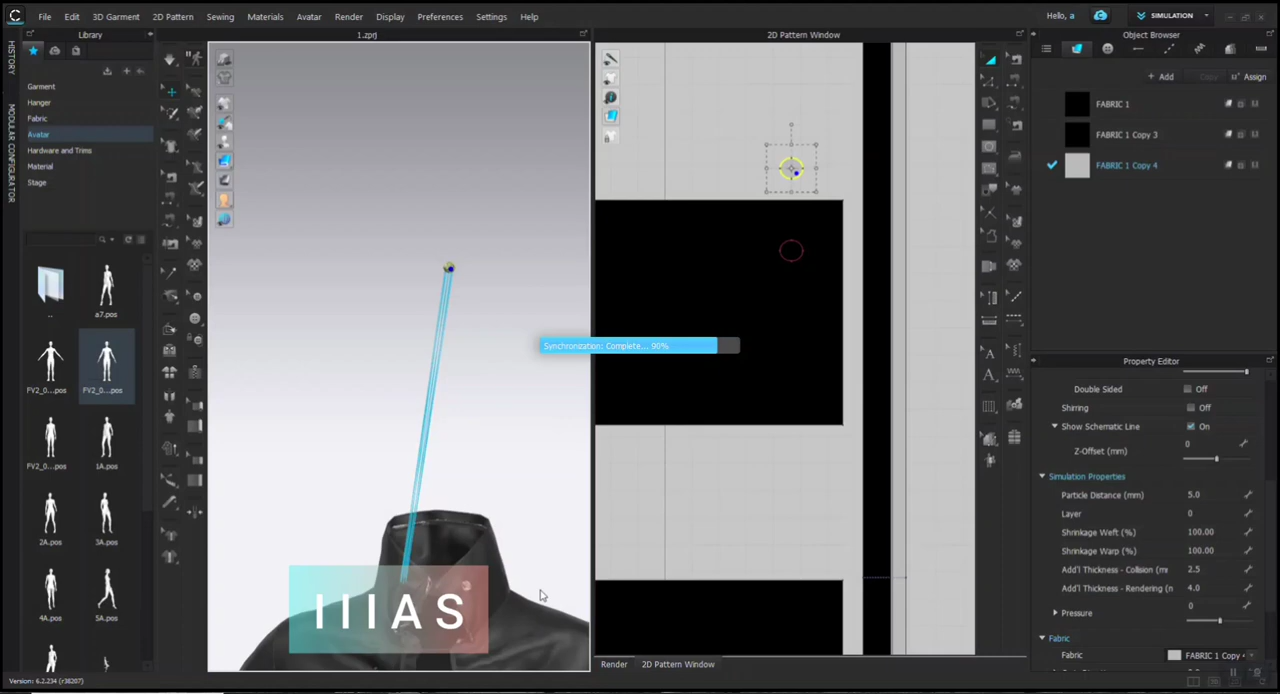 File Edit 3D Garment 2D Pattern Sewing Materials Avatar Render Display Preferences Settings Help Hello, a SIMULATION
HISTORY
MODULAR CONFIGURATOR
Library
1.zprj
2D Pattern Window
Object Browser
Garment
Hanger
Fabric
Avatar
Hardware and Trims
Material
Stage
+ Add Copy Assign
FABRIC 1
FABRIC 1 Copy 3
FABRIC 1 Copy 4
..
a7.pos
FV2_0....pos
FV2_0....pos
FV2_0....pos
1A.pos
2A.pos
3A.pos
4A.pos
5A.pos
Synchronization: Complete... 90%
IIIAS
Property Editor
Double Sided Off
Shirring Off
Show Schematic Line On
Z-Offset (mm) 0
Simulation Properties
Particle Distance (mm) 5.0
Layer 0
Shrinkage Weft (%) 100.00
Shrinkage Warp (%) 100.00
Add'l Thickness - Collision (m 2.5
Add'l Thickness - Rendering (n 4.0
Pressure 0
Fabric
Fabric FABRIC 1 Copy
Render 2D Pattern Window
Version: 6.2.234 (r38207)